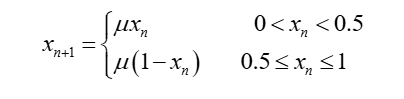 x_{n+1} = { μx_n 0 < x_n < 0.5
μ(1 − x_n) 0.5 ≤ x_n ≤ 1